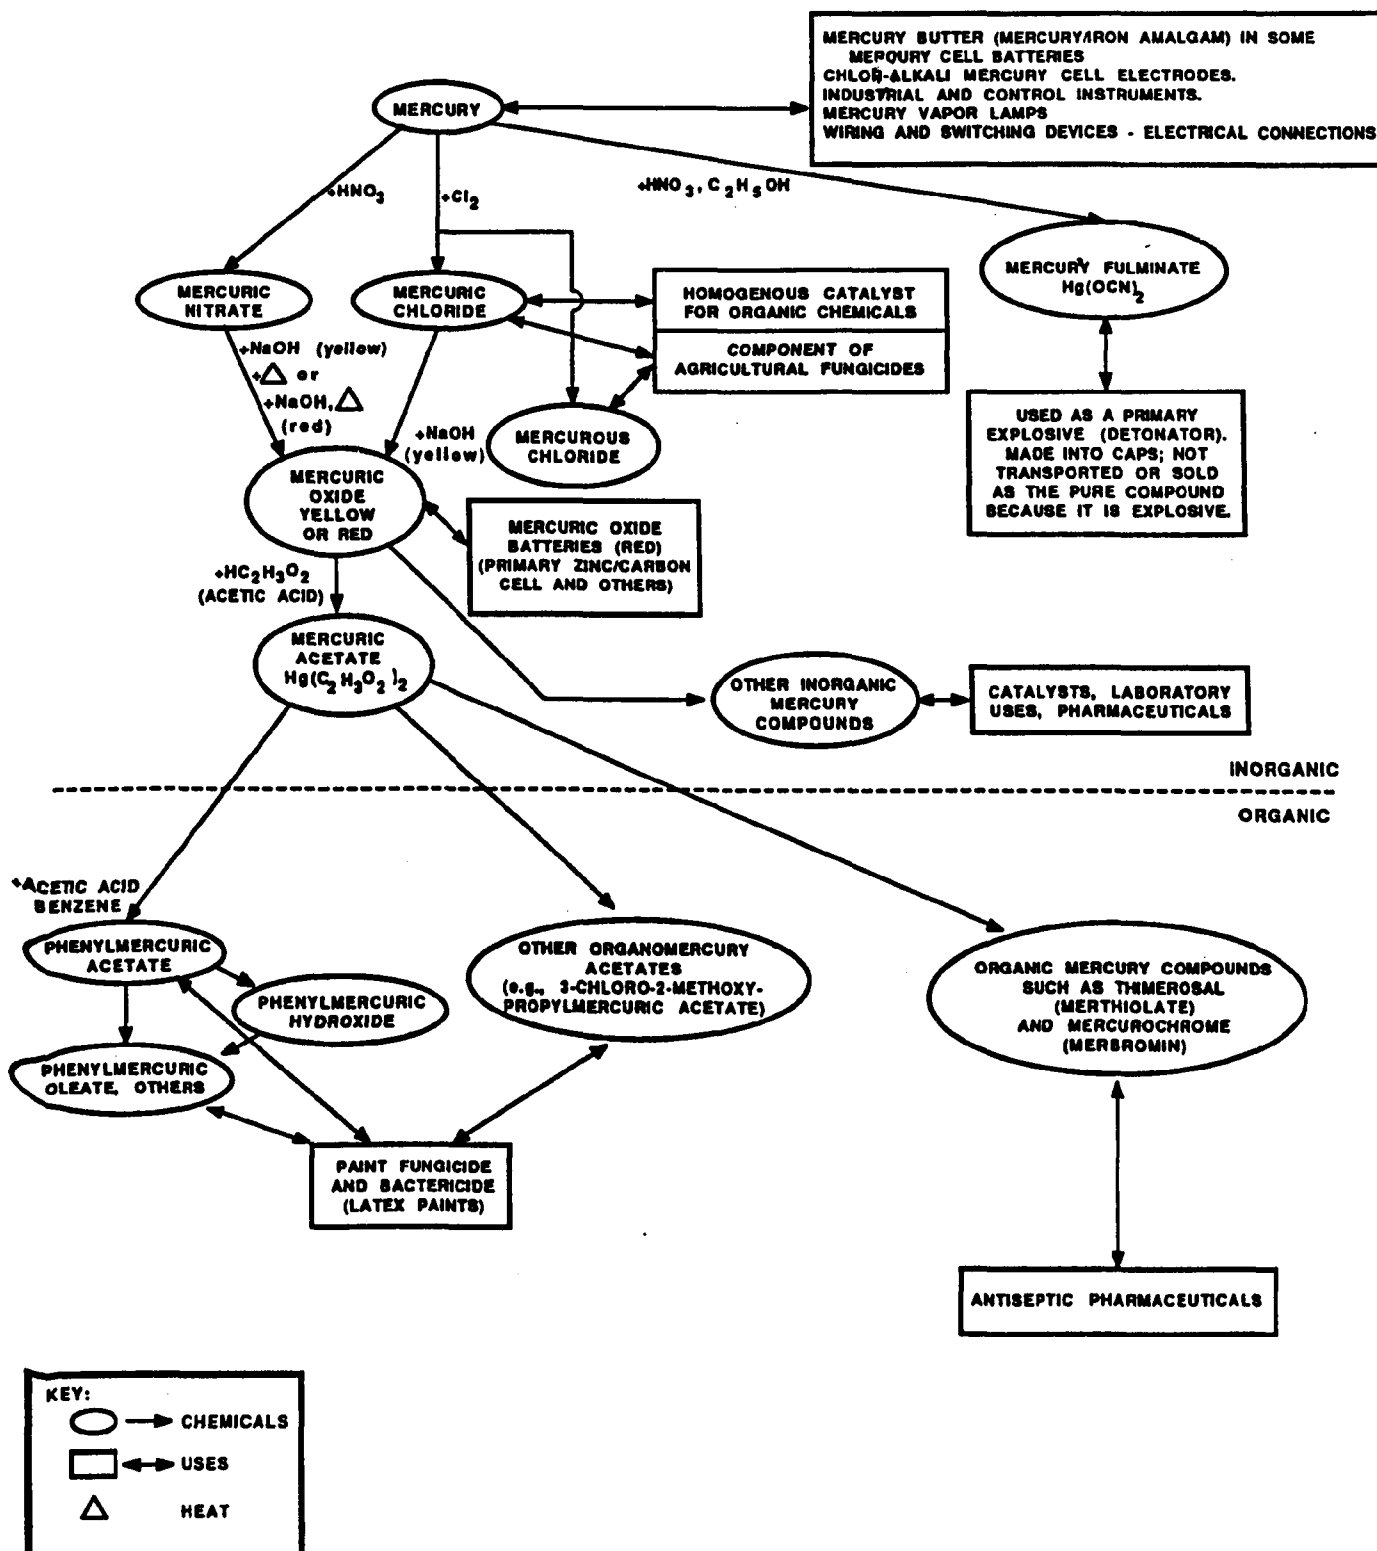 MERCURY BUTTER (MERCURY/IRON AMALGAM) IN SOME
MEPOURY CELL BATTERIES
CHLOR-ALKALI MERCURY CELL ELECTRODES.
INDUSTRIAL AND CONTROL INSTRUMENTS.
MERCURY VAPOR LAMPS
WIRING AND SWITCHING DEVICES - ELECTRICAL CONNECTIONS
MERCURY
+HNO3
+Cl2
+HNO3, C2H5OH
MERCURIC
NITRATE
MERCURIC
CHLORIDE
HOMOGENOUS CATALYST
FOR ORGANIC CHEMICALS
COMPONENT OF
AGRICULTURAL FUNGICIDES
MERCURY FULMINATE
Hg(OCN)2
+NaOH (yellow)
+△ or
+NaOH, △
(red)
+NaOH
(yellow)
MERCUROUS
CHLORIDE
USED AS A PRIMARY
EXPLOSIVE (DETONATOR).
MADE INTO CAPS; NOT
TRANSPORTED OR SOLD
AS THE PURE COMPOUND
BECAUSE IT IS EXPLOSIVE.
MERCURIC
OXIDE
YELLOW
OR RED
MERCURIC OXIDE
BATTERIES (RED)
(PRIMARY ZINC/CARBON
CELL AND OTHERS)
+HC2H3O2
(ACETIC ACID)
MERCURIC
ACETATE
Hg(C2H3O2)2
OTHER INORGANIC
MERCURY
COMPOUNDS
CATALYSTS, LABORATORY
USES, PHARMACEUTICALS
INORGANIC
ORGANIC
+ACETIC ACID
BENZENE
PHENYLMERCURIC
ACETATE
PHENYLMERCURIC
HYDROXIDE
PHENYLMERCURIC
OLEATE, OTHERS
OTHER ORGANOMERCURY
ACETATES
(e.g., 3-CHLORO-2-METHOXY-
PROPYLMERCURIC ACETATE)
ORGANIC MERCURY COMPOUNDS
SUCH AS THIMEROSAL
(MERTHIOLATE)
AND MERCUROCHROME
(MERBROMIN)
PAINT FUNGICIDE
AND BACTERICIDE
(LATEX PAINTS)
ANTISEPTIC PHARMACEUTICALS
KEY:
CHEMICALS
USES
HEAT